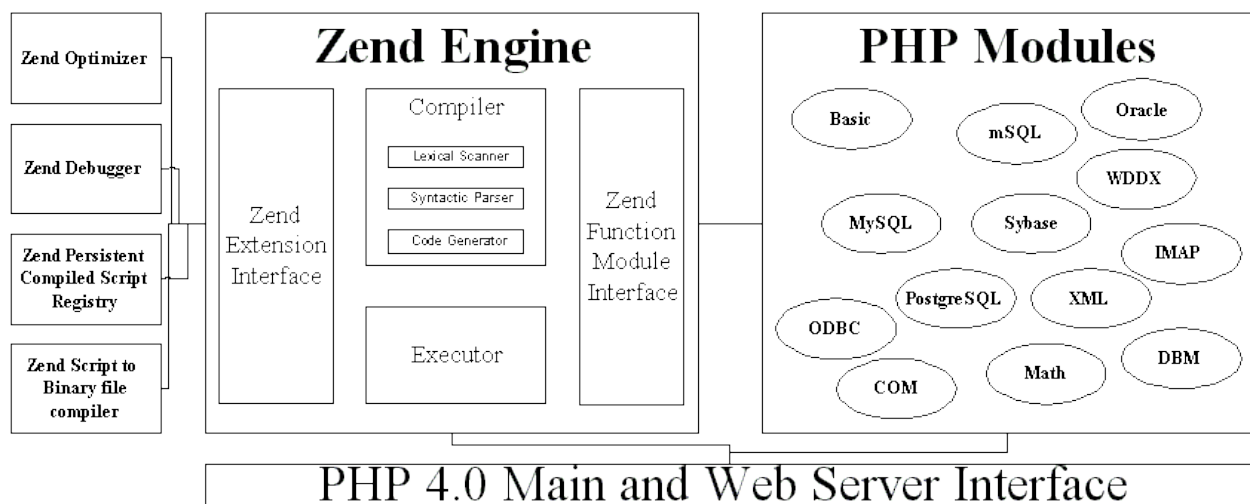 Zend Optimizer
Zend Debugger
Zend Persistent
Compiled Script
Registry
Zend Script to
Binary file
compiler
Zend Engine
Zend
Extension
Interface
Compiler
Lexical Scanner
Syntactic Parser
Code Generator
Executor
Zend
Function
Module
Interface
PHP Modules
Basic
mSQL
Oracle
WDDX
MySQL
Sybase
IMAP
PostgreSQL
XML
ODBC
DBM
COM
Math
PHP 4.0 Main and Web Server Interface